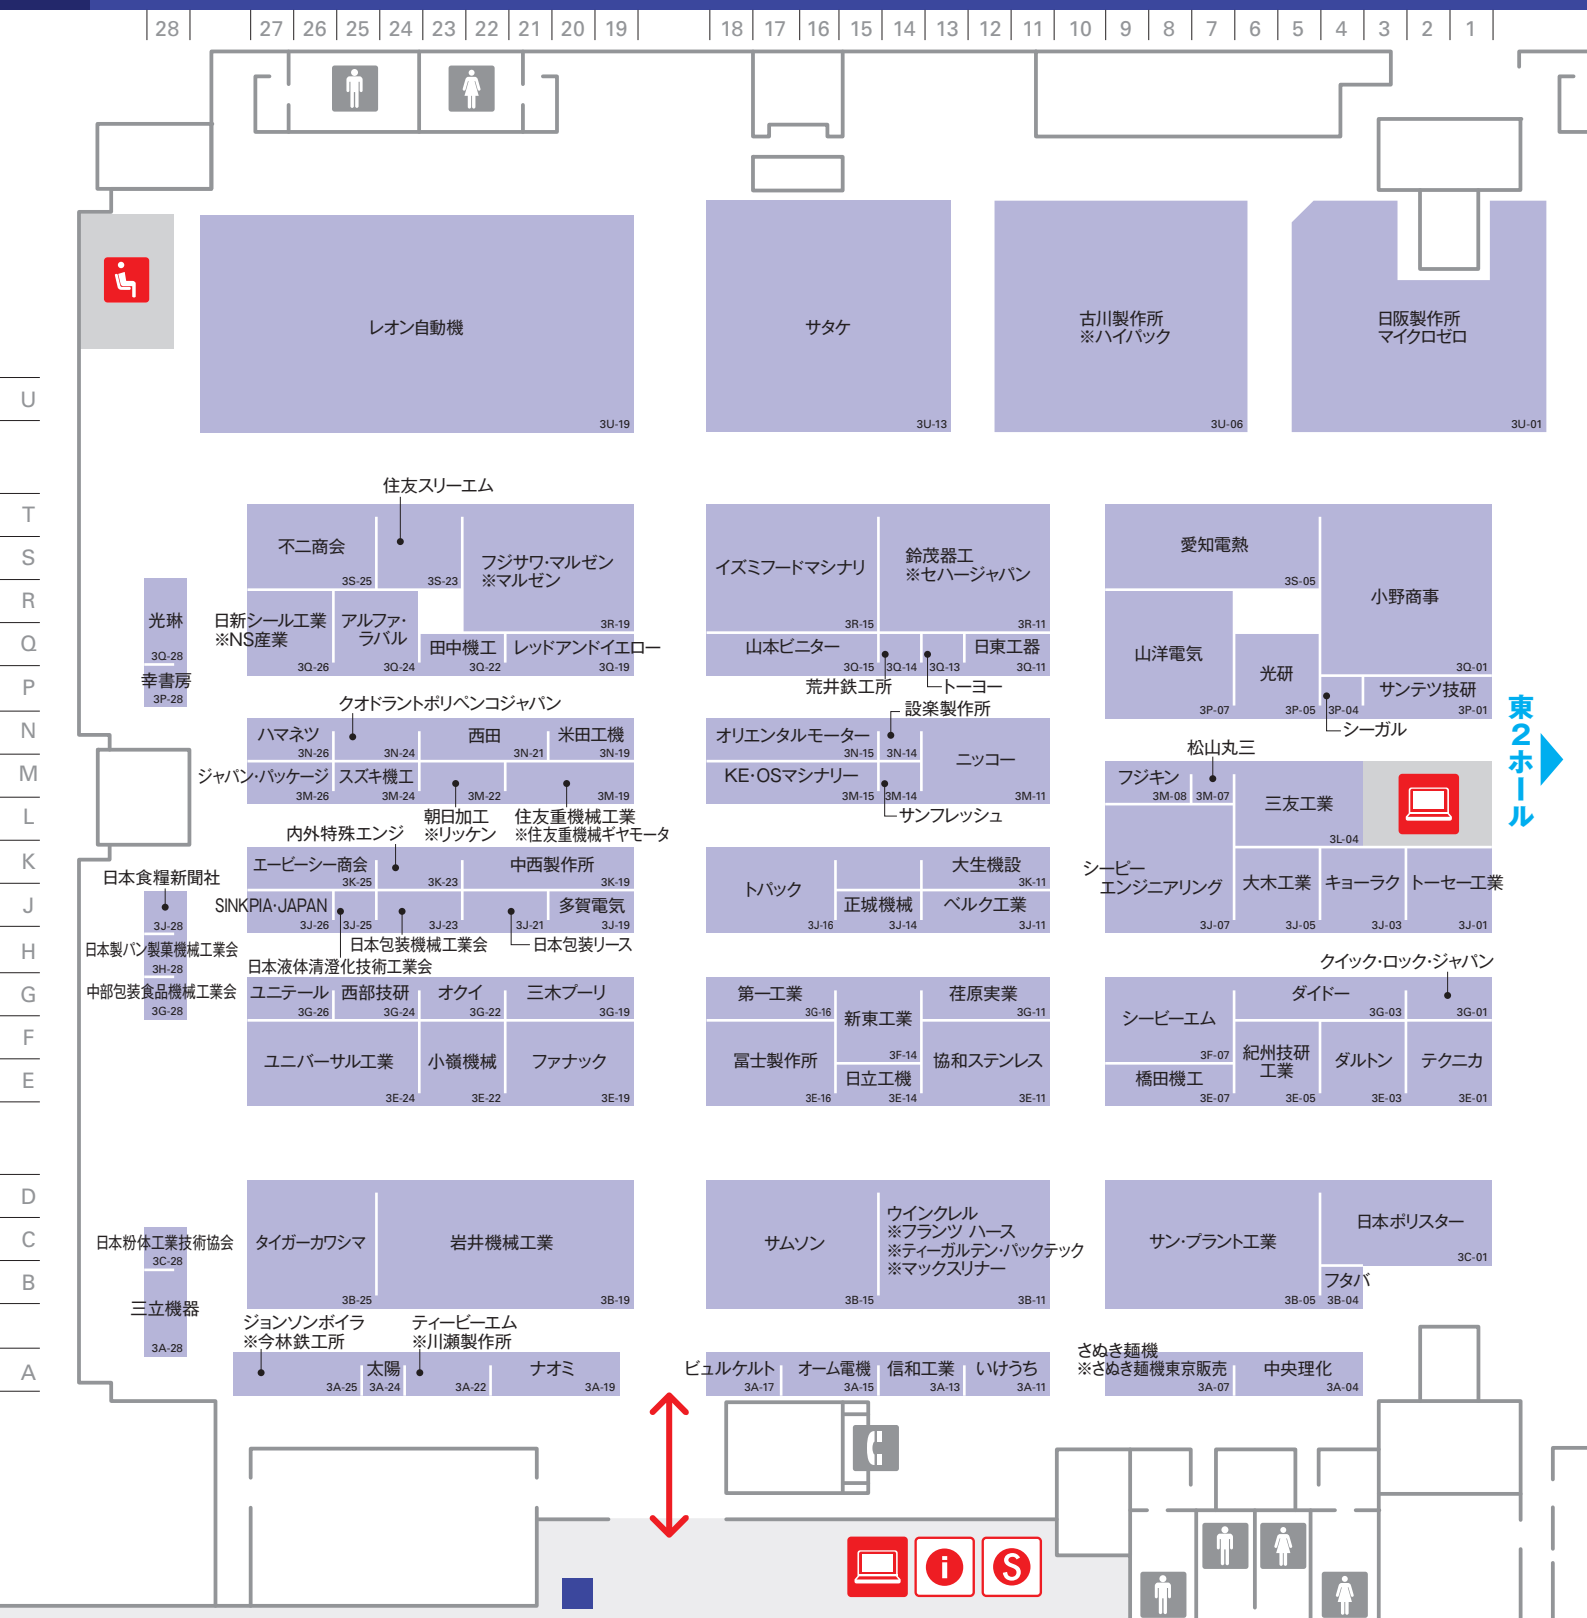 28 27 26 25 24 23 22 21 20 19 18 17 16 15 14 13 12 11 10 9 8 7 6 5 4 3 2 1
レオン自動機
3U-19
サタケ
3U-13
古川製作所
※ハイパック
3U-06
日阪製作所
マイクロゼロ
3U-01
U
T
S
R
Q
P
N
M
L
K
J
H
G
F
E
D
C
B
A
光琳
3Q-28
幸書房
3P-28
住友スリーエム
3S-23
不二商会
3S-25
フジサワ・マルゼン
※マルゼン
3R-19
日新シール工業
※NS産業
3Q-26
アルファ・
ラバル
3Q-24
田中機工
3Q-22
レッドアンドイエロー
3Q-19
イズミフードマシナリ
3R-15
鈴茂器工
※セハージャパン
3R-11
山本ビニター
3Q-15
3Q-14
荒井鉄工所
3Q-13
トーヨー
日東工器
3Q-11
愛知電熱
3S-05
小野商事
3Q-01
山洋電気
3P-07
光研
3P-05
3P-04
シーガル
サンテツ技研
3P-01
東2ホール
クオドラントポリペンコジャパン
ハマネツ
3N-26
3N-24
西田
3N-21
米田工機
3N-19
ジャパン・パッケージ
3M-26
スズキ機工
3M-24
3M-22
朝日加工
※リッケン
3M-19
住友重機械工業
※住友重機械ギヤモータ
設楽製作所
オリエンタルモーター
3N-15
3N-14
ニッコー
3M-11
KE・OSマシナリー
3M-15
3M-14
サンフレッシュ
松山丸三
フジキン
3M-08
3M-07
三友工業
3L-04
シーピー
エンジニアリング
3J-07
大木工業
3J-05
キョーラク
3J-03
トーセー工業
3J-01
日本食糧新聞社
3J-28
日本製パン製菓機械工業会
3H-28
中部包装食品機械工業会
3G-28
内外特殊エンジ
エービーシー商会
3K-25
3K-23
中西製作所
3K-19
SINKPIA・JAPAN
3J-26
3J-25
3J-23
3J-21
多賀電気
3J-19
日本包装機械工業会
日本包装リース
日本液体清澄化技術工業会
トパック
3J-16
大生機設
3K-11
正城機械
3J-14
ベルク工業
3J-11
ユニテール
3G-26
西部技研
3G-24
オクイ
3G-22
三木プーリ
3G-19
ユニバーサル工業
3E-24
小嶺機械
3E-22
ファナック
3E-19
第一工業
3G-16
新東工業
3F-14
荏原実業
3G-11
冨士製作所
3E-16
日立工機
3E-14
協和ステンレス
3E-11
クイック・ロック・ジャパン
シービーエム
3F-07
ダイドー
3G-03
3G-01
橋田機工
3E-07
紀州技研
工業
3E-05
ダルトン
3E-03
テクニカ
3E-01
日本粉体工業技術協会
3C-28
三立機器
3A-28
タイガーカワシマ
3B-25
岩井機械工業
3B-19
サムソン
3B-15
ウインクレル
※フランツ ハース
※ティーガルテン・パックテック
※マックスリナー
3B-11
サン・プラント工業
3B-05
日本ポリスター
3C-01
フタバ
3B-04
ジョンソンボイラ
※今林鉄工所
3A-25
太陽
3A-24
ティービーエム
※川瀬製作所
3A-22
ナオミ
3A-19
ビュルケルト
3A-17
オーム電機
3A-15
信和工業
3A-13
いけうち
3A-11
さぬき麺機
※さぬき麺機東京販売
3A-07
中央理化
3A-04
i
S